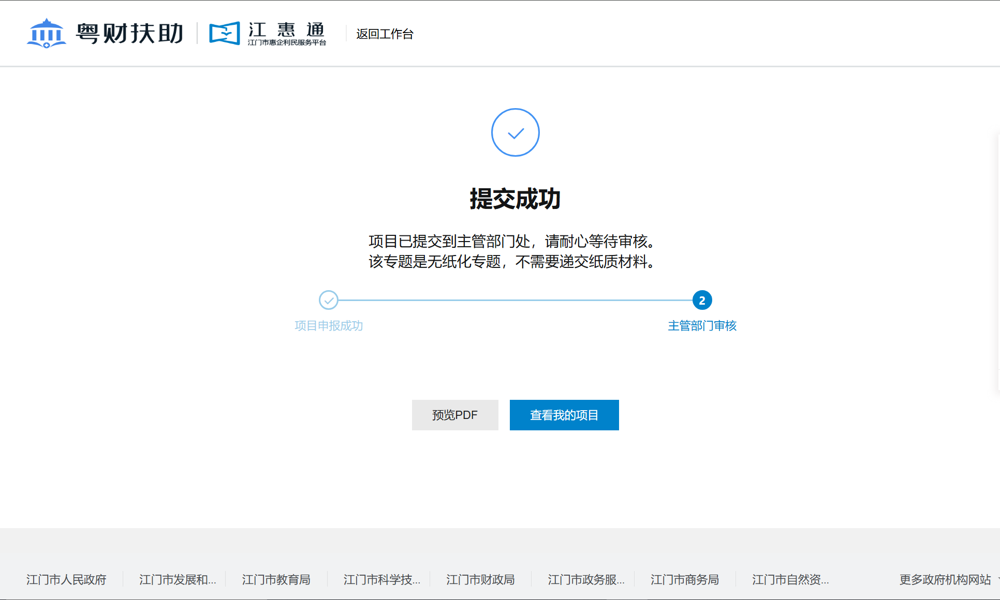 粤财扶助
江惠通
江门市惠企利民服务平台
返回工作台
提交成功
项目已提交到主管部门处，请耐心等待审核。
该专题是无纸化专题，不需要递交纸质材料。
2
项目申报成功
主管部门审核
预览PDF
查看我的项目
江门市人民政府
江门市发展和...
江门市教育局
江门市科学技...
江门市财政局
江门市政务服...
江门市商务局
江门市自然资...
更多政府机构网站